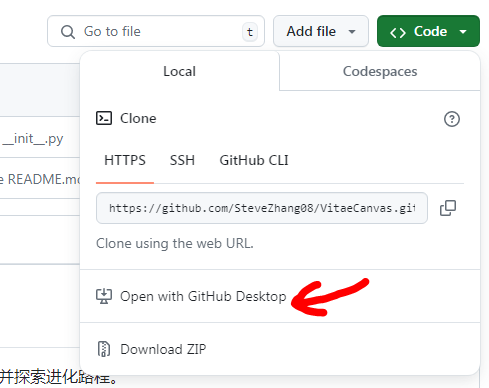 Go to file
t
Add file
Code
Local
Codespaces
__init__.py
Clone
HTTPS
SSH
GitHub CLI
README.m
https://github.com/SteveZhang08/VitaeCanvas.git
Clone using the web URL.
Open with GitHub Desktop
Download ZIP
并探索进化路程。